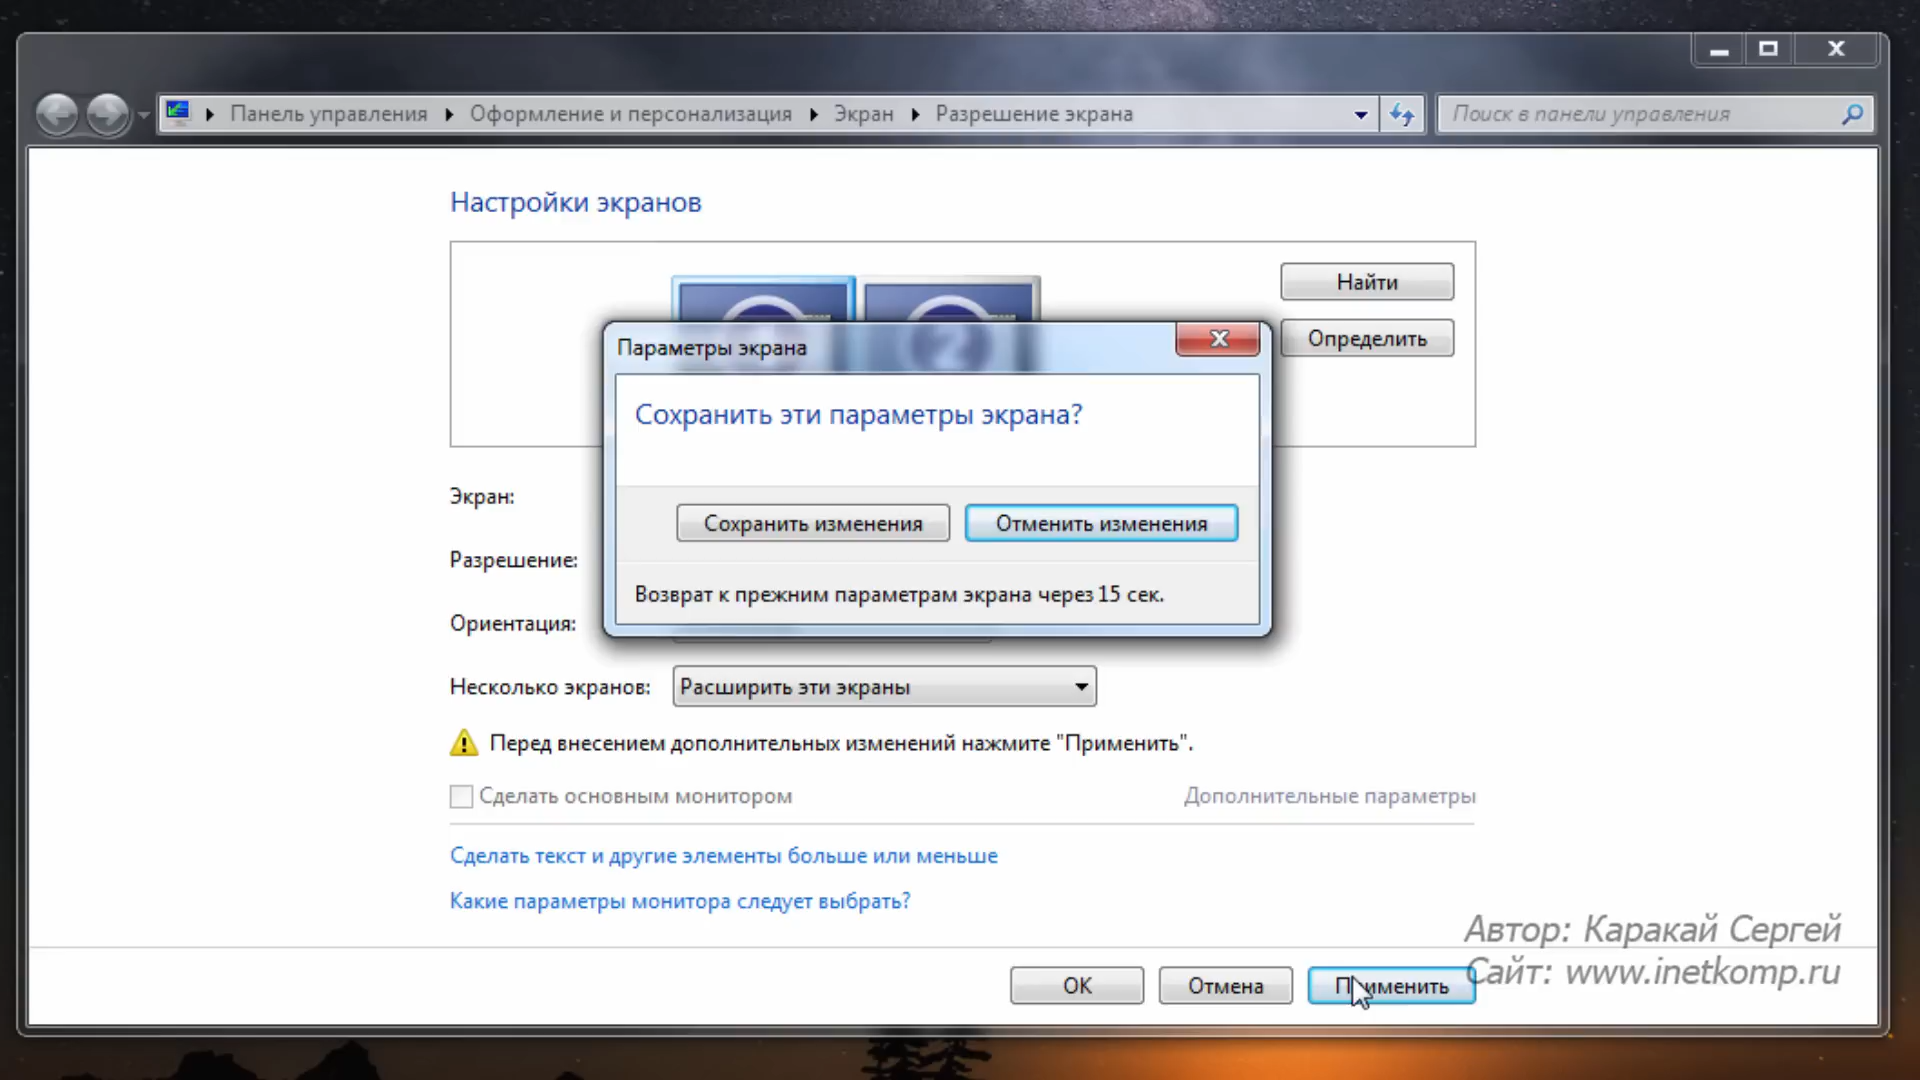 Панель управления
Оформление и персонализация
Экран
Разрешение экрана
Поиск в панели управления
Настройки экранов
Найти
Определить
2
Параметры экрана
Сохранить эти параметры экрана?
Сохранить изменения
Отменить изменения
Возврат к прежним параметрам экрана через 15 сек.
Экран:
Разрешение:
Ориентация:
Несколько экранов:
Расширить эти экраны
Перед внесением дополнительных изменений нажмите "Применить".
Сделать основным монитором
Дополнительные параметры
Сделать текст и другие элементы больше или меньше
Какие параметры монитора следует выбрать?
Автор: Каракай Сергей
Сайт: www.inetkomp.ru
ОК
Отмена
Применить